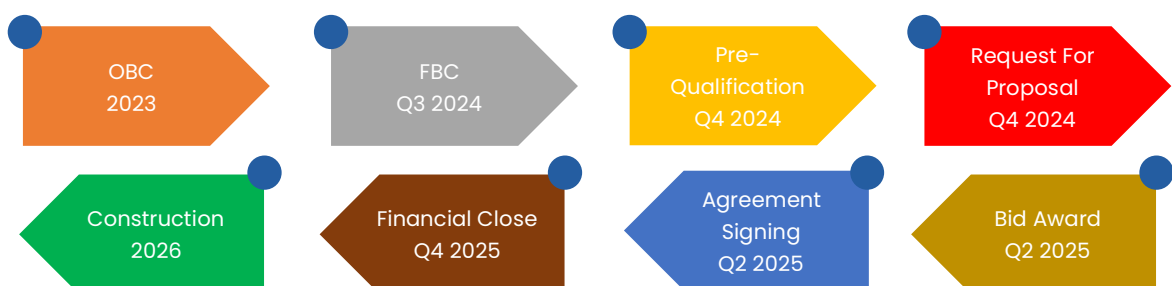 OBC
2023
FBC
Q3 2024
Pre-
Qualification
Q4 2024
Request For
Proposal
Q4 2024
Bid Award
Q2 2025
Agreement
Signing
Q2 2025
Financial Close
Q4 2025
Construction
2026